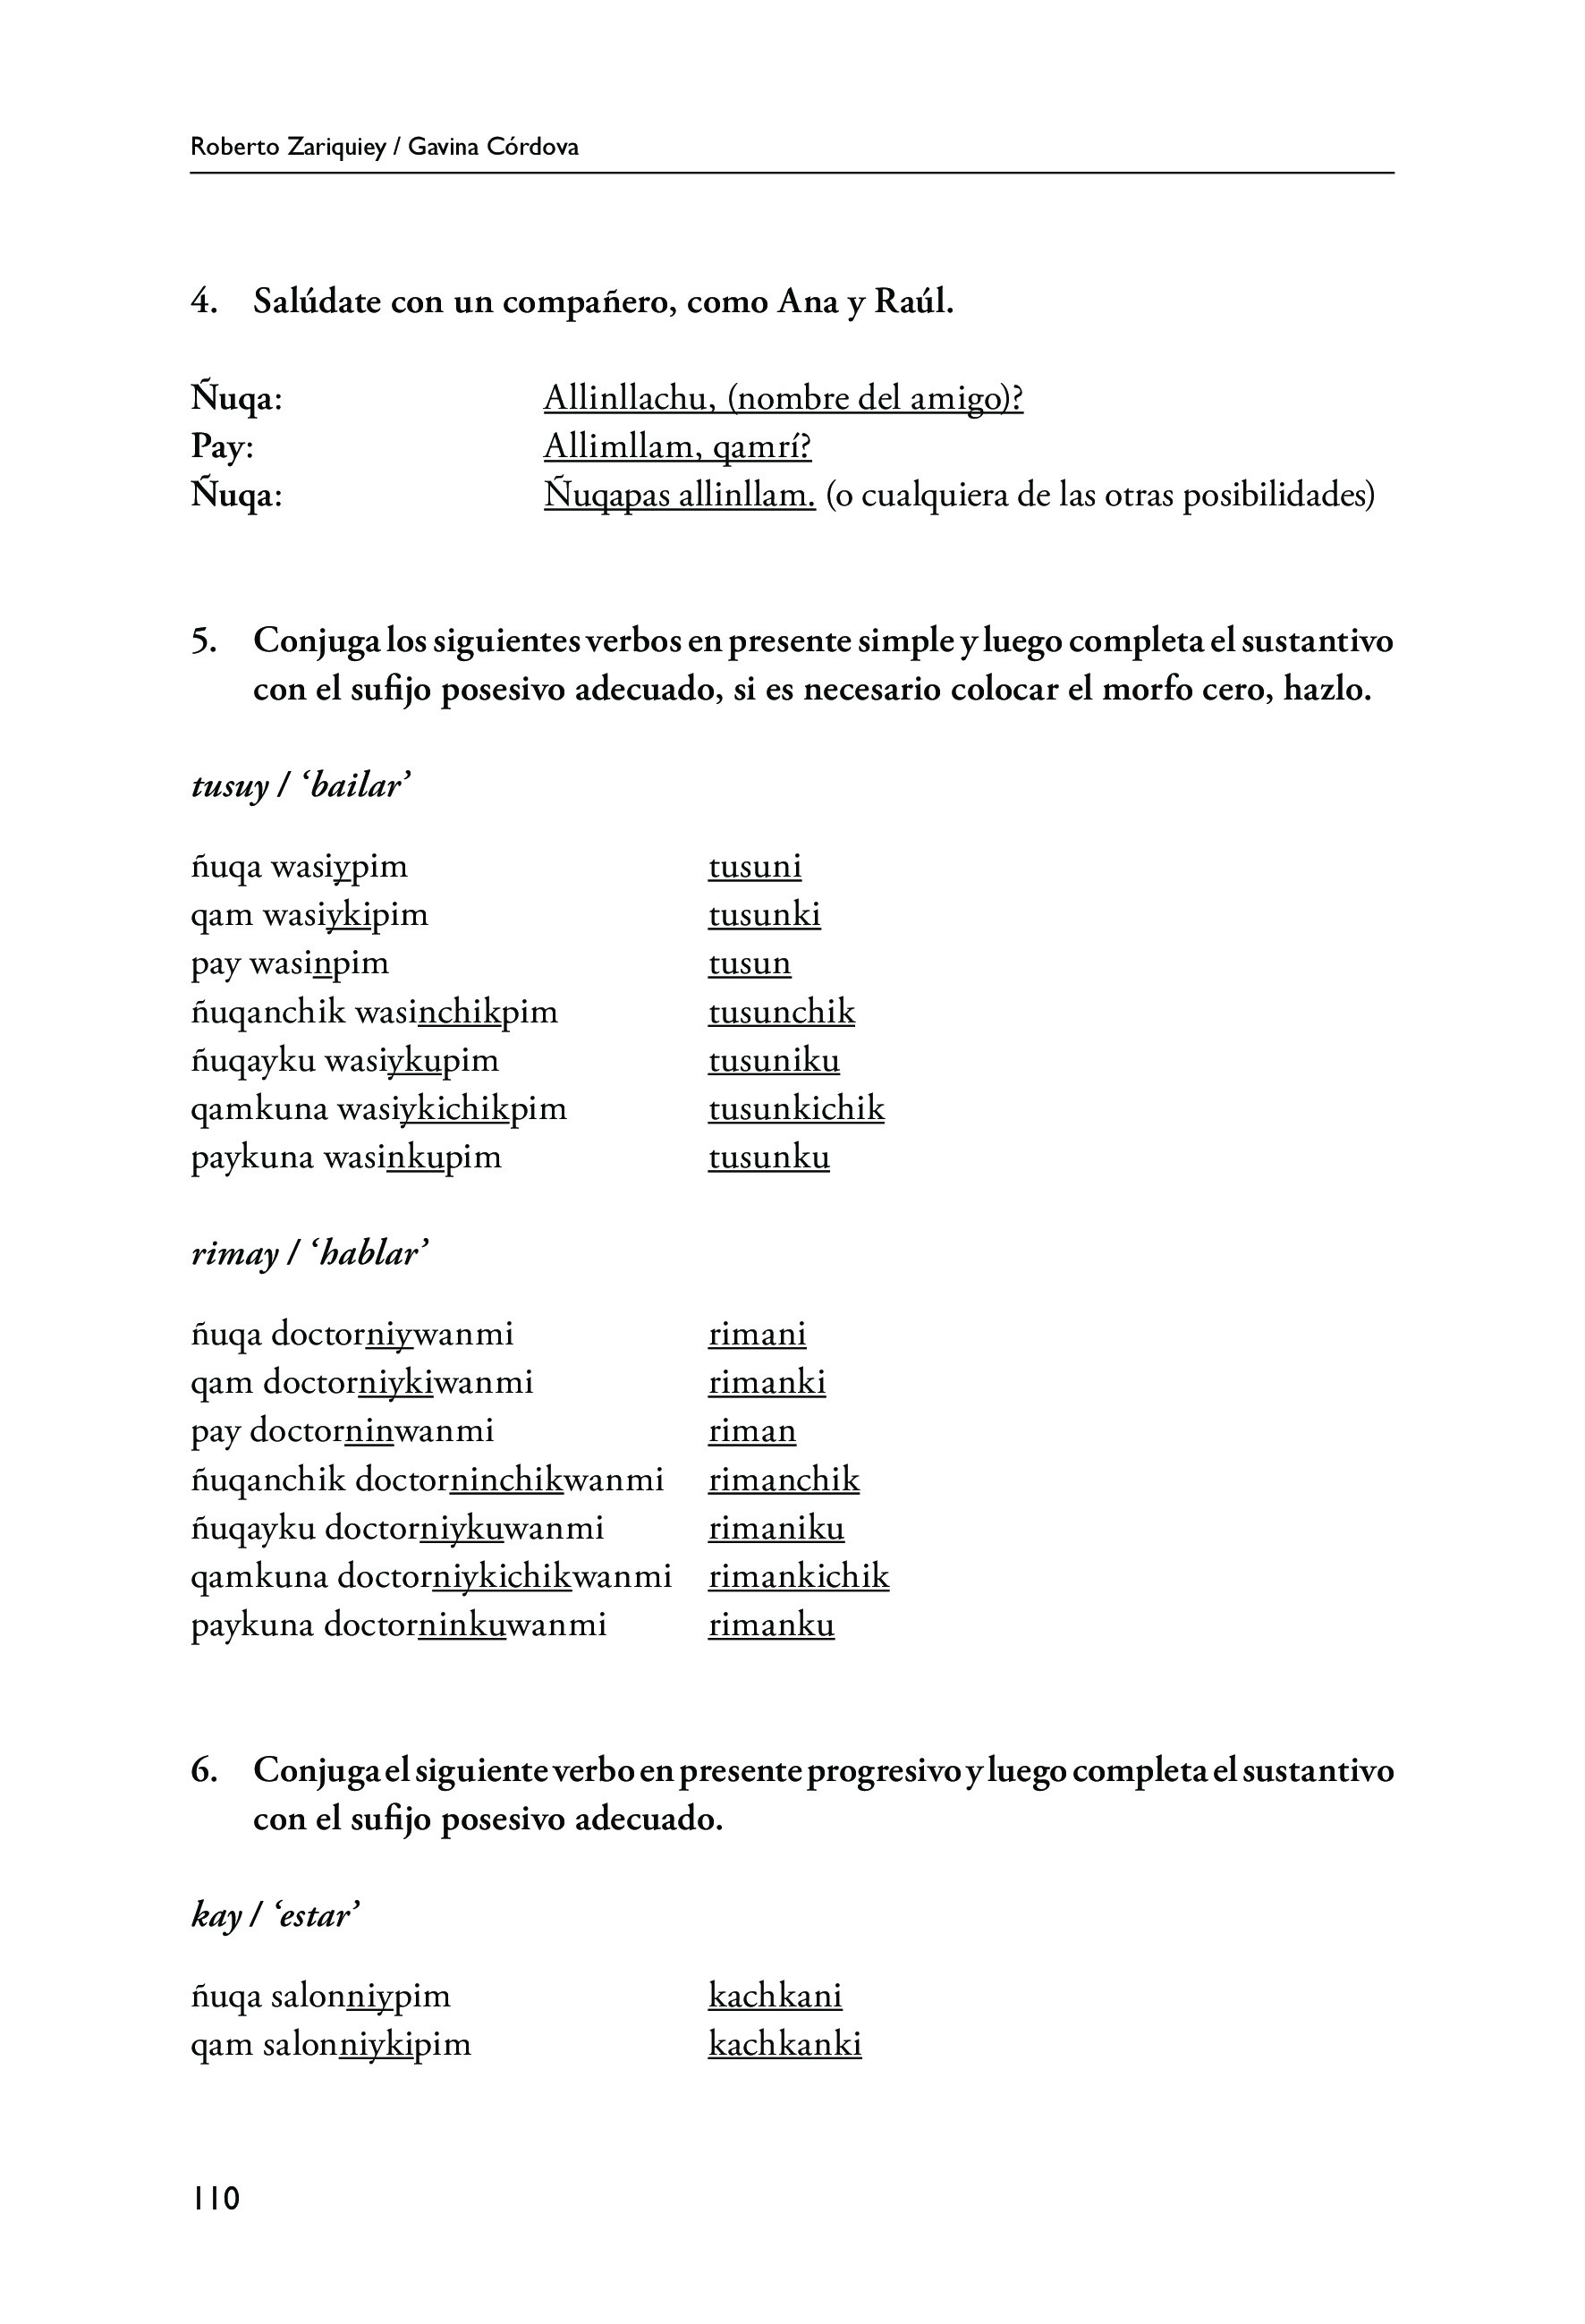 Roberto Zariquiey / Gavina Córdova
4. Salúdate con un compañero, como Ana y Raúl.
Ñuqa: Allinllachu, (nombre del amigo)?
Pay: Allimllam, qamrí?
Ñuqa: Ñuqapas allinllam. (o cualquiera de las otras posibilidades)
5. Conjuga los siguientes verbos en presente simple y luego completa el sustantivo
con el sufijo posesivo adecuado, si es necesario colocar el morfo cero, hazlo.
tusuy / ‘bailar’
ñuqa wasiypim tusuni
qam wasiykipim tusunki
pay wasinpim tusun
ñuqanchik wasinchikpim tusunchik
ñuqayku wasiykupim tusuniku
qamkuna wasiykichikpim tusunkichik
paykuna wasinkupim tusunku
rimay / ‘hablar’
ñuqa doctorniywanmi rimani
qam doctorniykiwanmi rimanki
pay doctorninwanmi riman
ñuqanchik doctorninchikwanmi rimanchik
ñuqayku doctorniykuwanmi rimaniku
qamkuna doctorniykichikwanmi rimankichik
paykuna doctorninkuwanmi rimanku
6. Conjuga el siguiente verbo en presente progresivo y luego completa el sustantivo
con el sufijo posesivo adecuado.
kay / ‘estar’
ñuqa salonniypim kachkani
qam salonniykipim kachkanki
110